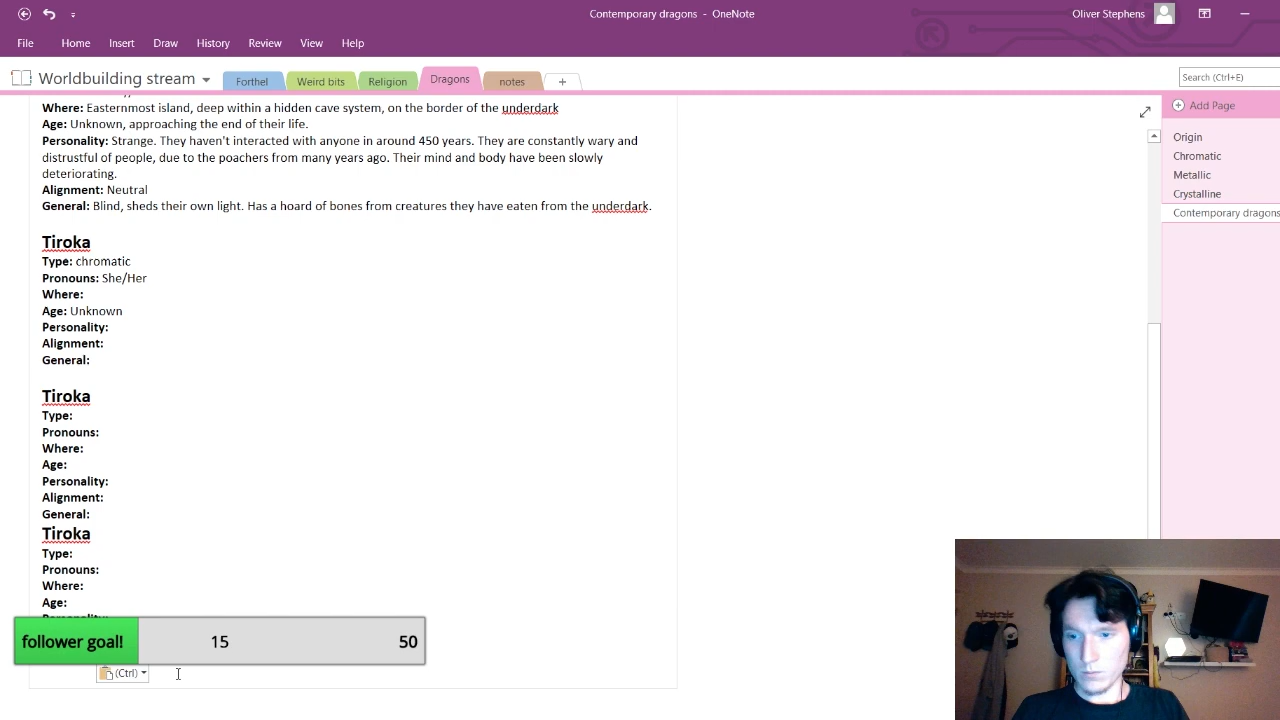 Contemporary dragons - OneNote
Oliver Stephens
File Home Insert Draw History Review View Help
Worldbuilding stream Forthel Weird bits Religion Dragons notes
Search (Ctrl+E)
Where: Easternmost island, deep within a hidden cave system, on the border of the underdark
Age: Unknown, approaching the end of their life.
Personality: Strange. They haven't interacted with anyone in around 450 years. They are constantly wary and
distrustful of people, due to the poachers from many years ago. Their mind and body have been slowly
deteriorating.
Alignment: Neutral
General: Blind, sheds their own light. Has a hoard of bones from creatures they have eaten from the underdark.
Tiroka
Type: chromatic
Pronouns: She/Her
Where:
Age: Unknown
Personality:
Alignment:
General:
Tiroka
Type:
Pronouns:
Where:
Age:
Personality:
Alignment:
General:
Tiroka
Type:
Pronouns:
Where:
Age:
follower goal! 15 50
(Ctrl)
Add Page
Origin
Chromatic
Metallic
Crystalline
Contemporary dragons